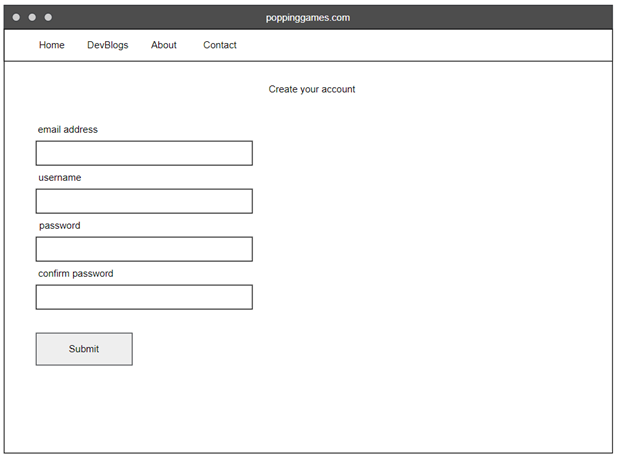 poppinggames.com
Home DevBlogs About Contact
Create your account
email address
username
password
confirm password
Submit